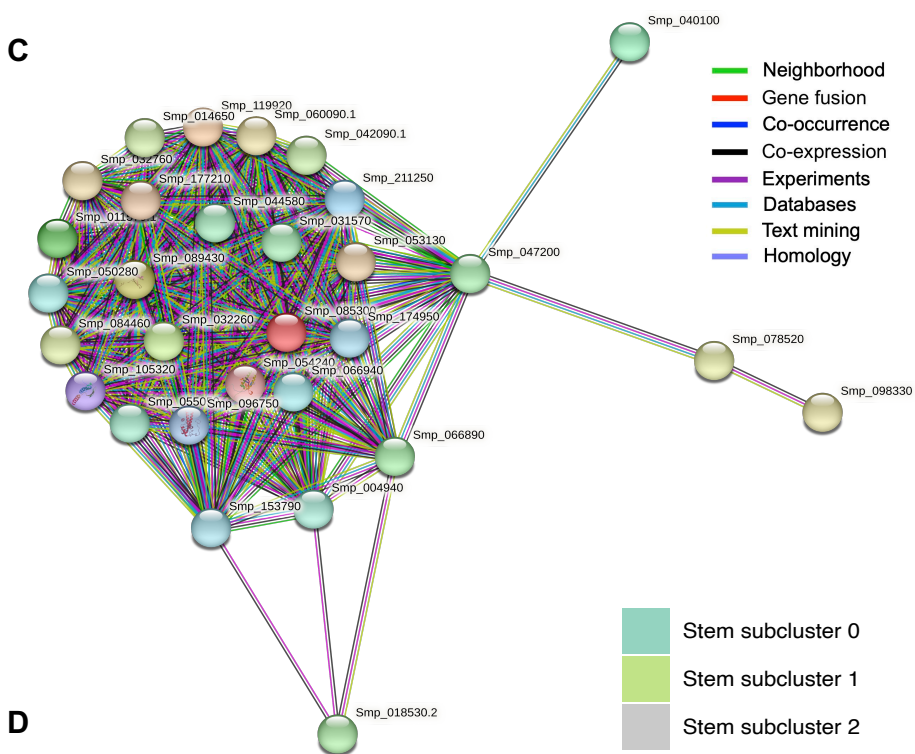 C
Smp_040100
Neighborhood
Gene fusion
Co-occurrence
Co-expression
Experiments
Databases
Text mining
Homology
Smp_119920
Smp_014650
Smp_060090.1
Smp_042090.1
Smp_032760
Smp_177210
Smp_211250
Smp_044580
Smp_031570
Smp_053130
Smp_047200
Smp_089430
Smp_050280
Smp_085300
Smp_174950
Smp_084460
Smp_032260
Smp_078520
Smp_054240
Smp_066940
Smp_105320
Smp_098330
Smp_096750
Smp_066890
Smp_004940
Smp_153790
Stem subcluster 0
Stem subcluster 1
Stem subcluster 2
Smp_018530.2
D